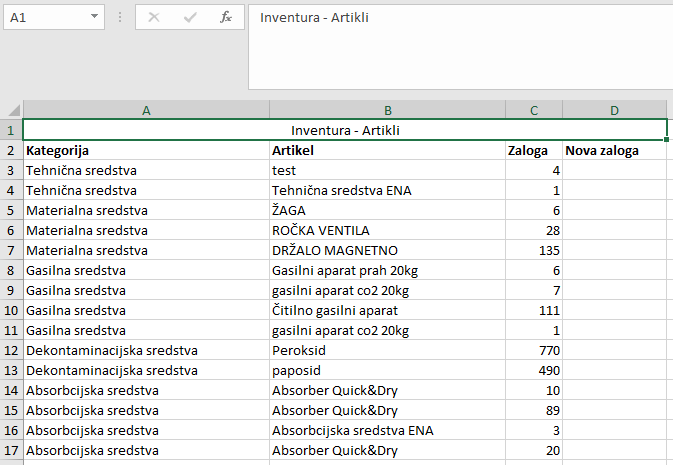 A1 fx Inventura - Artikli
A B C D
1 Inventura - Artikli
2 Kategorija Artikel Zaloga Nova zaloga
3 Tehnična sredstva test 4
4 Tehnična sredstva Tehnična sredstva ENA 1
5 Materialna sredstva ŽAGA 6
6 Materialna sredstva ROČKA VENTILA 28
7 Materialna sredstva DRŽALO MAGNETNO 135
8 Gasilna sredstva Gasilni aparat prah 20kg 6
9 Gasilna sredstva gasilni aparat co2 20kg 7
10 Gasilna sredstva Čitilno gasilni aparat 111
11 Gasilna sredstva gasilni aparat co2 20kg 1
12 Dekontaminacijska sredstva Peroksid 770
13 Dekontaminacijska sredstva paposid 490
14 Absorbcijska sredstva Absorber Quick&Dry 10
15 Absorbcijska sredstva Absorber Quick&Dry 89
16 Absorbcijska sredstva Absorbcijska sredstva ENA 3
17 Absorbcijska sredstva Absorber Quick&Dry 20